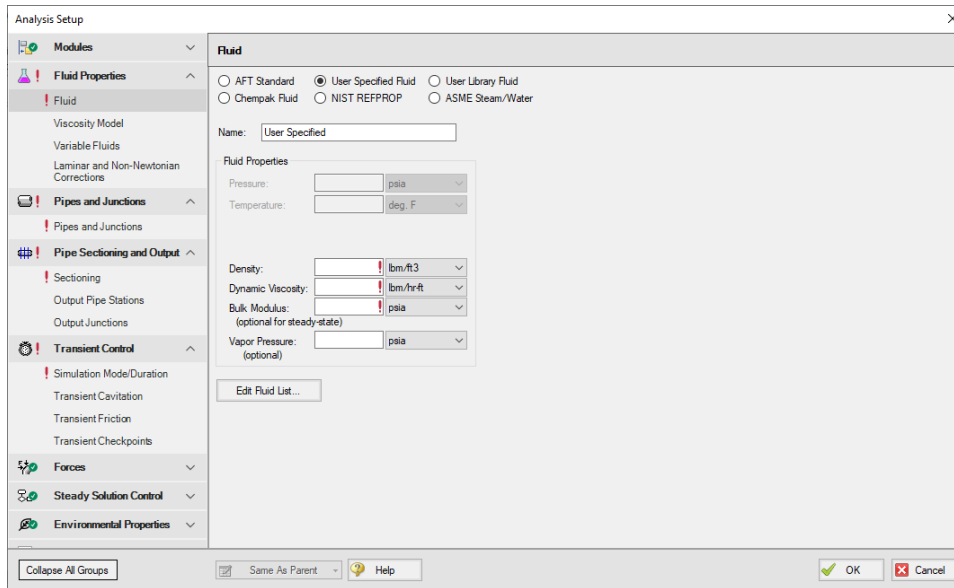 Analysis Setup
Modules
Fluid Properties
Fluid
Viscosity Model
Variable Fluids
Laminar and Non-Newtonian
Corrections
Pipes and Junctions
Pipes and Junctions
Pipe Sectioning and Output
Sectioning
Output Pipe Stations
Output Junctions
Transient Control
Simulation Mode/Duration
Transient Cavitation
Transient Friction
Transient Checkpoints
Forces
Steady Solution Control
Environmental Properties
Collapse All Groups
Fluid
AFT Standard User Specified Fluid User Library Fluid
Chempak Fluid NIST REFPROP ASME Steam/Water
Name: User Specified
Fluid Properties
Pressure: psia
Temperature: deg. F
Density: ! lbm/ft3
Dynamic Viscosity: ! lbm/hr-ft
Bulk Modulus: ! psia
(optional for steady-state)
Vapor Pressure: psia
(optional)
Edit Fluid List...
Same As Parent Help OK Cancel